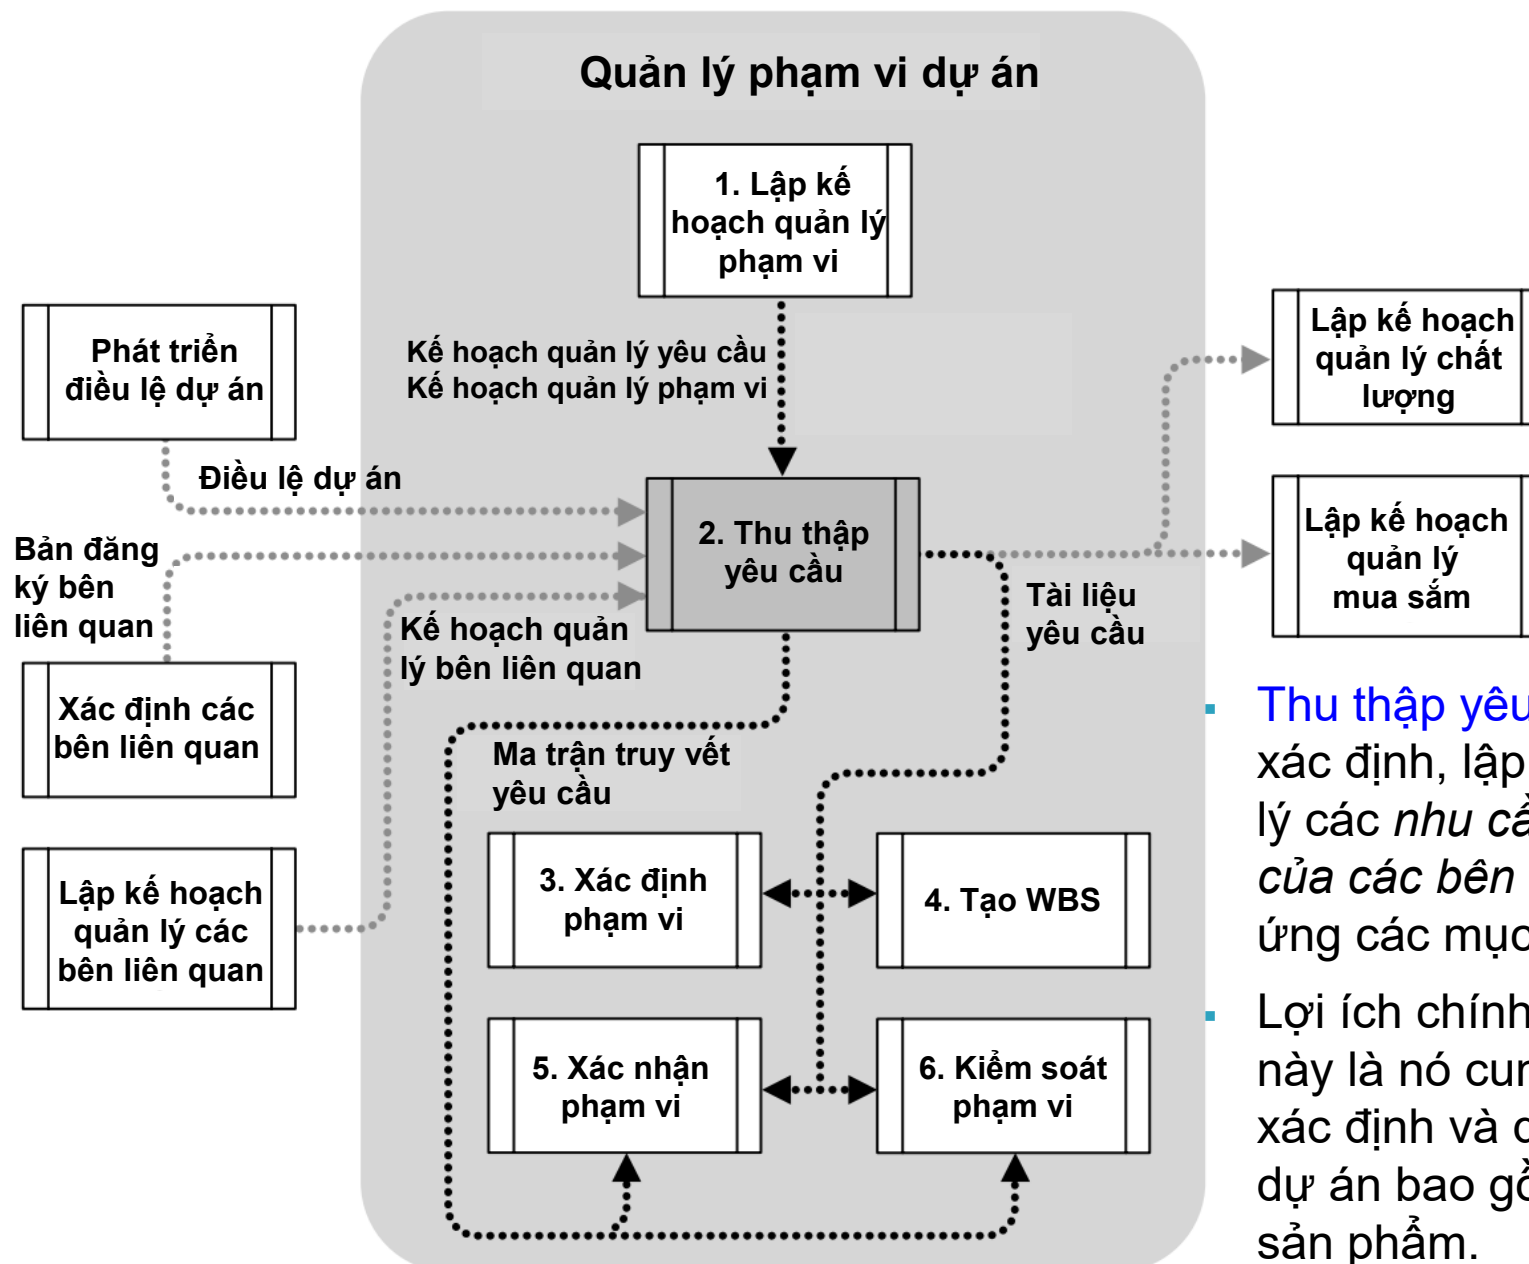 Quản lý phạm vi dự án
1. Lập kế
hoạch quản lý
phạm vi
Phát triển
điều lệ dự án
Kế hoạch quản lý yêu cầu
Kế hoạch quản lý phạm vi
Lập kế hoạch
quản lý chất
lượng
Điều lệ dự án
2. Thu thập
yêu cầu
Lập kế hoạch
quản lý
mua sắm
Bản đăng
ký bên
liên quan
Kế hoạch quản
lý bên liên quan
Tài liệu
yêu cầu
Xác định các
bên liên quan
Ma trận truy vết
yêu cầu
Lập kế hoạch
quản lý các
bên liên quan
3. Xác định
phạm vi
4. Tạo WBS
5. Xác nhận
phạm vi
6. Kiểm soát
phạm vi
Thu thập yêu
xác định, lập
lý các nhu
của các bên
ứng các mục
Lợi ích chính
này là nó
xác định và
dự án bao
sản phẩm.